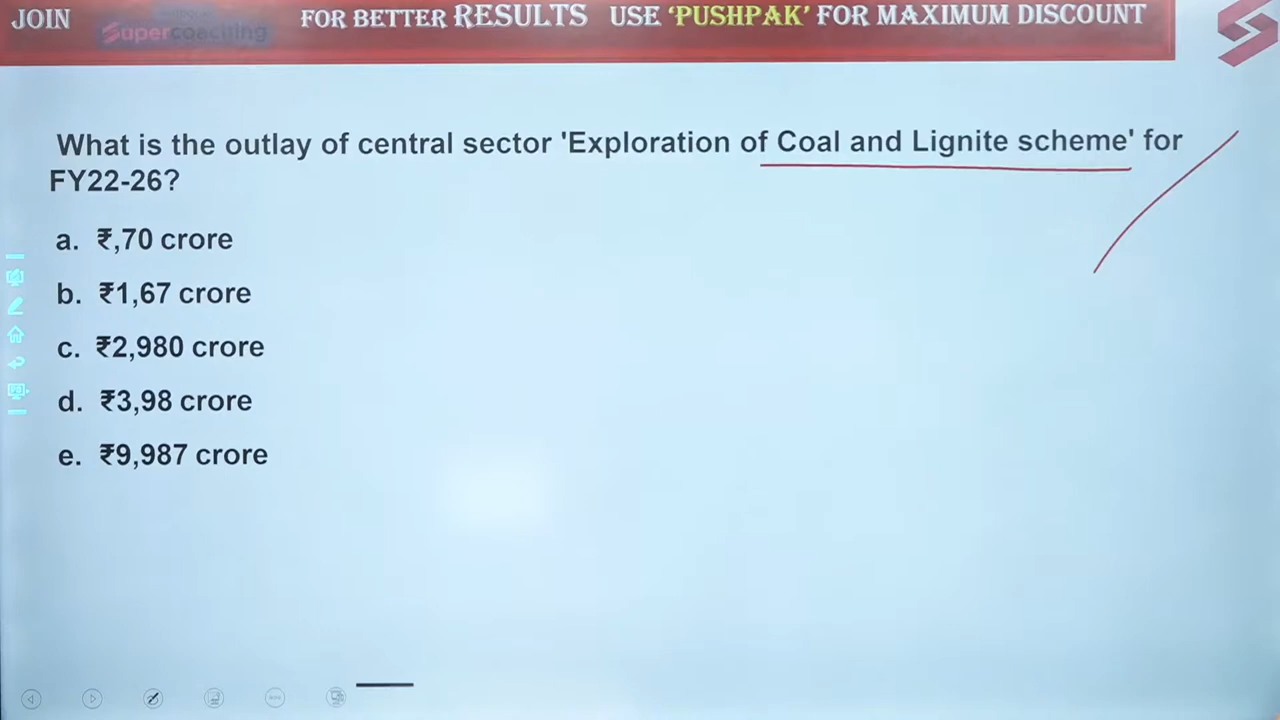 JOIN
Supercoaching
FOR BETTER RESULTS USE ‘PUSHPAK’ FOR MAXIMUM DISCOUNT
What is the outlay of central sector 'Exploration of Coal and Lignite scheme' for
FY22-26?
a. ₹,70 crore
b. ₹1,67 crore
c. ₹2,980 crore
d. ₹3,98 crore
e. ₹9,987 crore